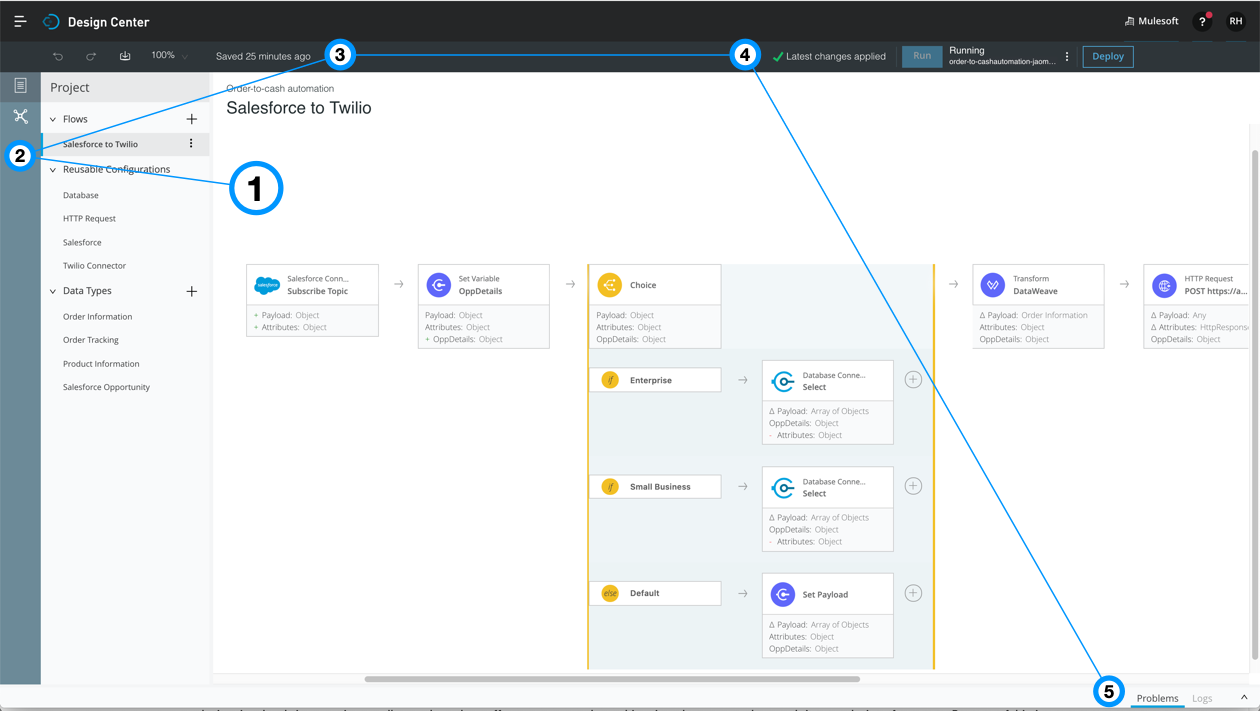 Design Center
Mulesoft
?
RH
100%
Saved 25 minutes ago
3
4
Latest changes applied
Run
Running
order-to-cashautomation-jaom...
Deploy
Project
Order-to-cash automation
Salesforce to Twilio
Flows
Salesforce to Twilio
2
1
Reusable Configurations
Database
HTTP Request
Salesforce
Twilio Connector
Data Types
Order Information
Order Tracking
Product Information
Salesforce Opportunity
salesforce
Salesforce Conn...
Subscribe Topic
+ Payload: Object
+ Attributes: Object
Set Variable
OppDetails
Payload: Object
Attributes: Object
+ OppDetails: Object
Choice
Payload: Object
Attributes: Object
OppDetails: Object
if
Enterprise
Database Conne...
Select
Δ Payload: Array of Objects
OppDetails: Object
- Attributes: Object
if
Small Business
Database Conne...
Select
Δ Payload: Array of Objects
OppDetails: Object
- Attributes: Object
else
Default
Set Payload
Δ Payload: Array of Objects
Attributes: Object
OppDetails: Object
Transform
DataWeave
Δ Payload: Order Information
Attributes: Object
OppDetails: Object
HTTP Request
POST https://a...
Δ Payload: Any
Δ Attributes: HttpRespons
OppDetails: Object
5
Problems
Logs